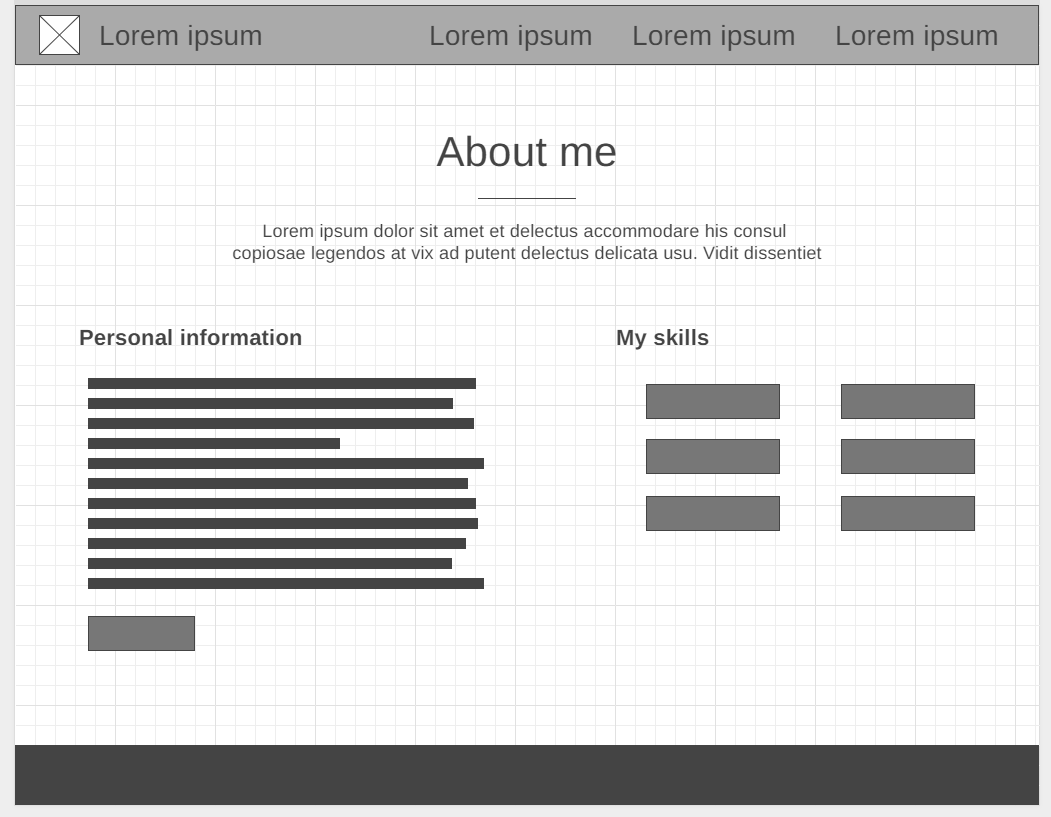 Lorem ipsum Lorem ipsum Lorem ipsum Lorem ipsum
About me
Lorem ipsum dolor sit amet et delectus accommodare his consul
copiosae legendos at vix ad putent delectus delicata usu. Vidit dissentiet
Personal information
My skills